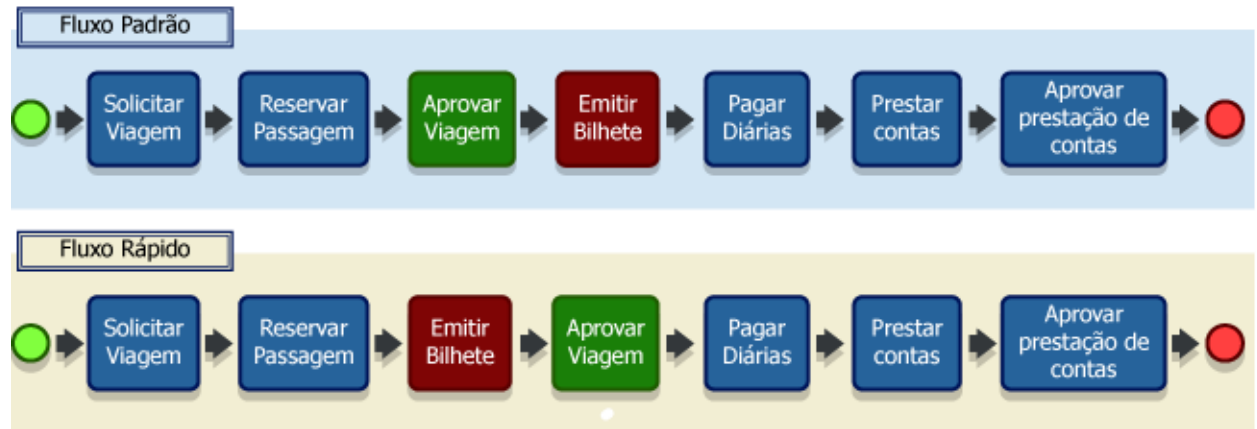 Fluxo Padrão
Solicitar
Viagem
Reservar
Passagem
Aprovar
Viagem
Emitir
Bilhete
Pagar
Diárias
Prestar
contas
Aprovar
prestação de
contas
Fluxo Rápido
Solicitar
Viagem
Reservar
Passagem
Emitir
Bilhete
Aprovar
Viagem
Pagar
Diárias
Prestar
contas
Aprovar
prestação de
contas